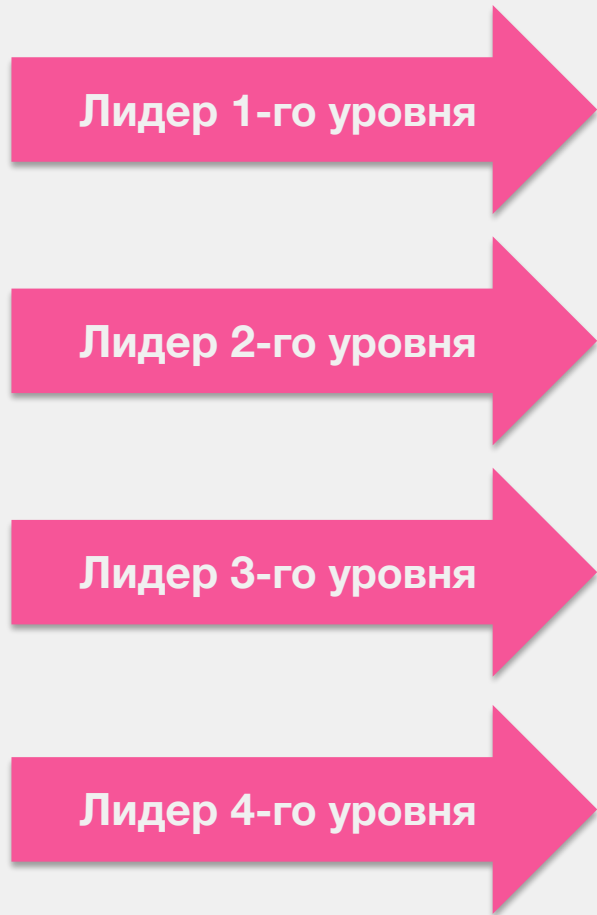 Лидер 1-го уровня
Лидер 2-го уровня
Лидер 3-го уровня
Лидер 4-го уровня